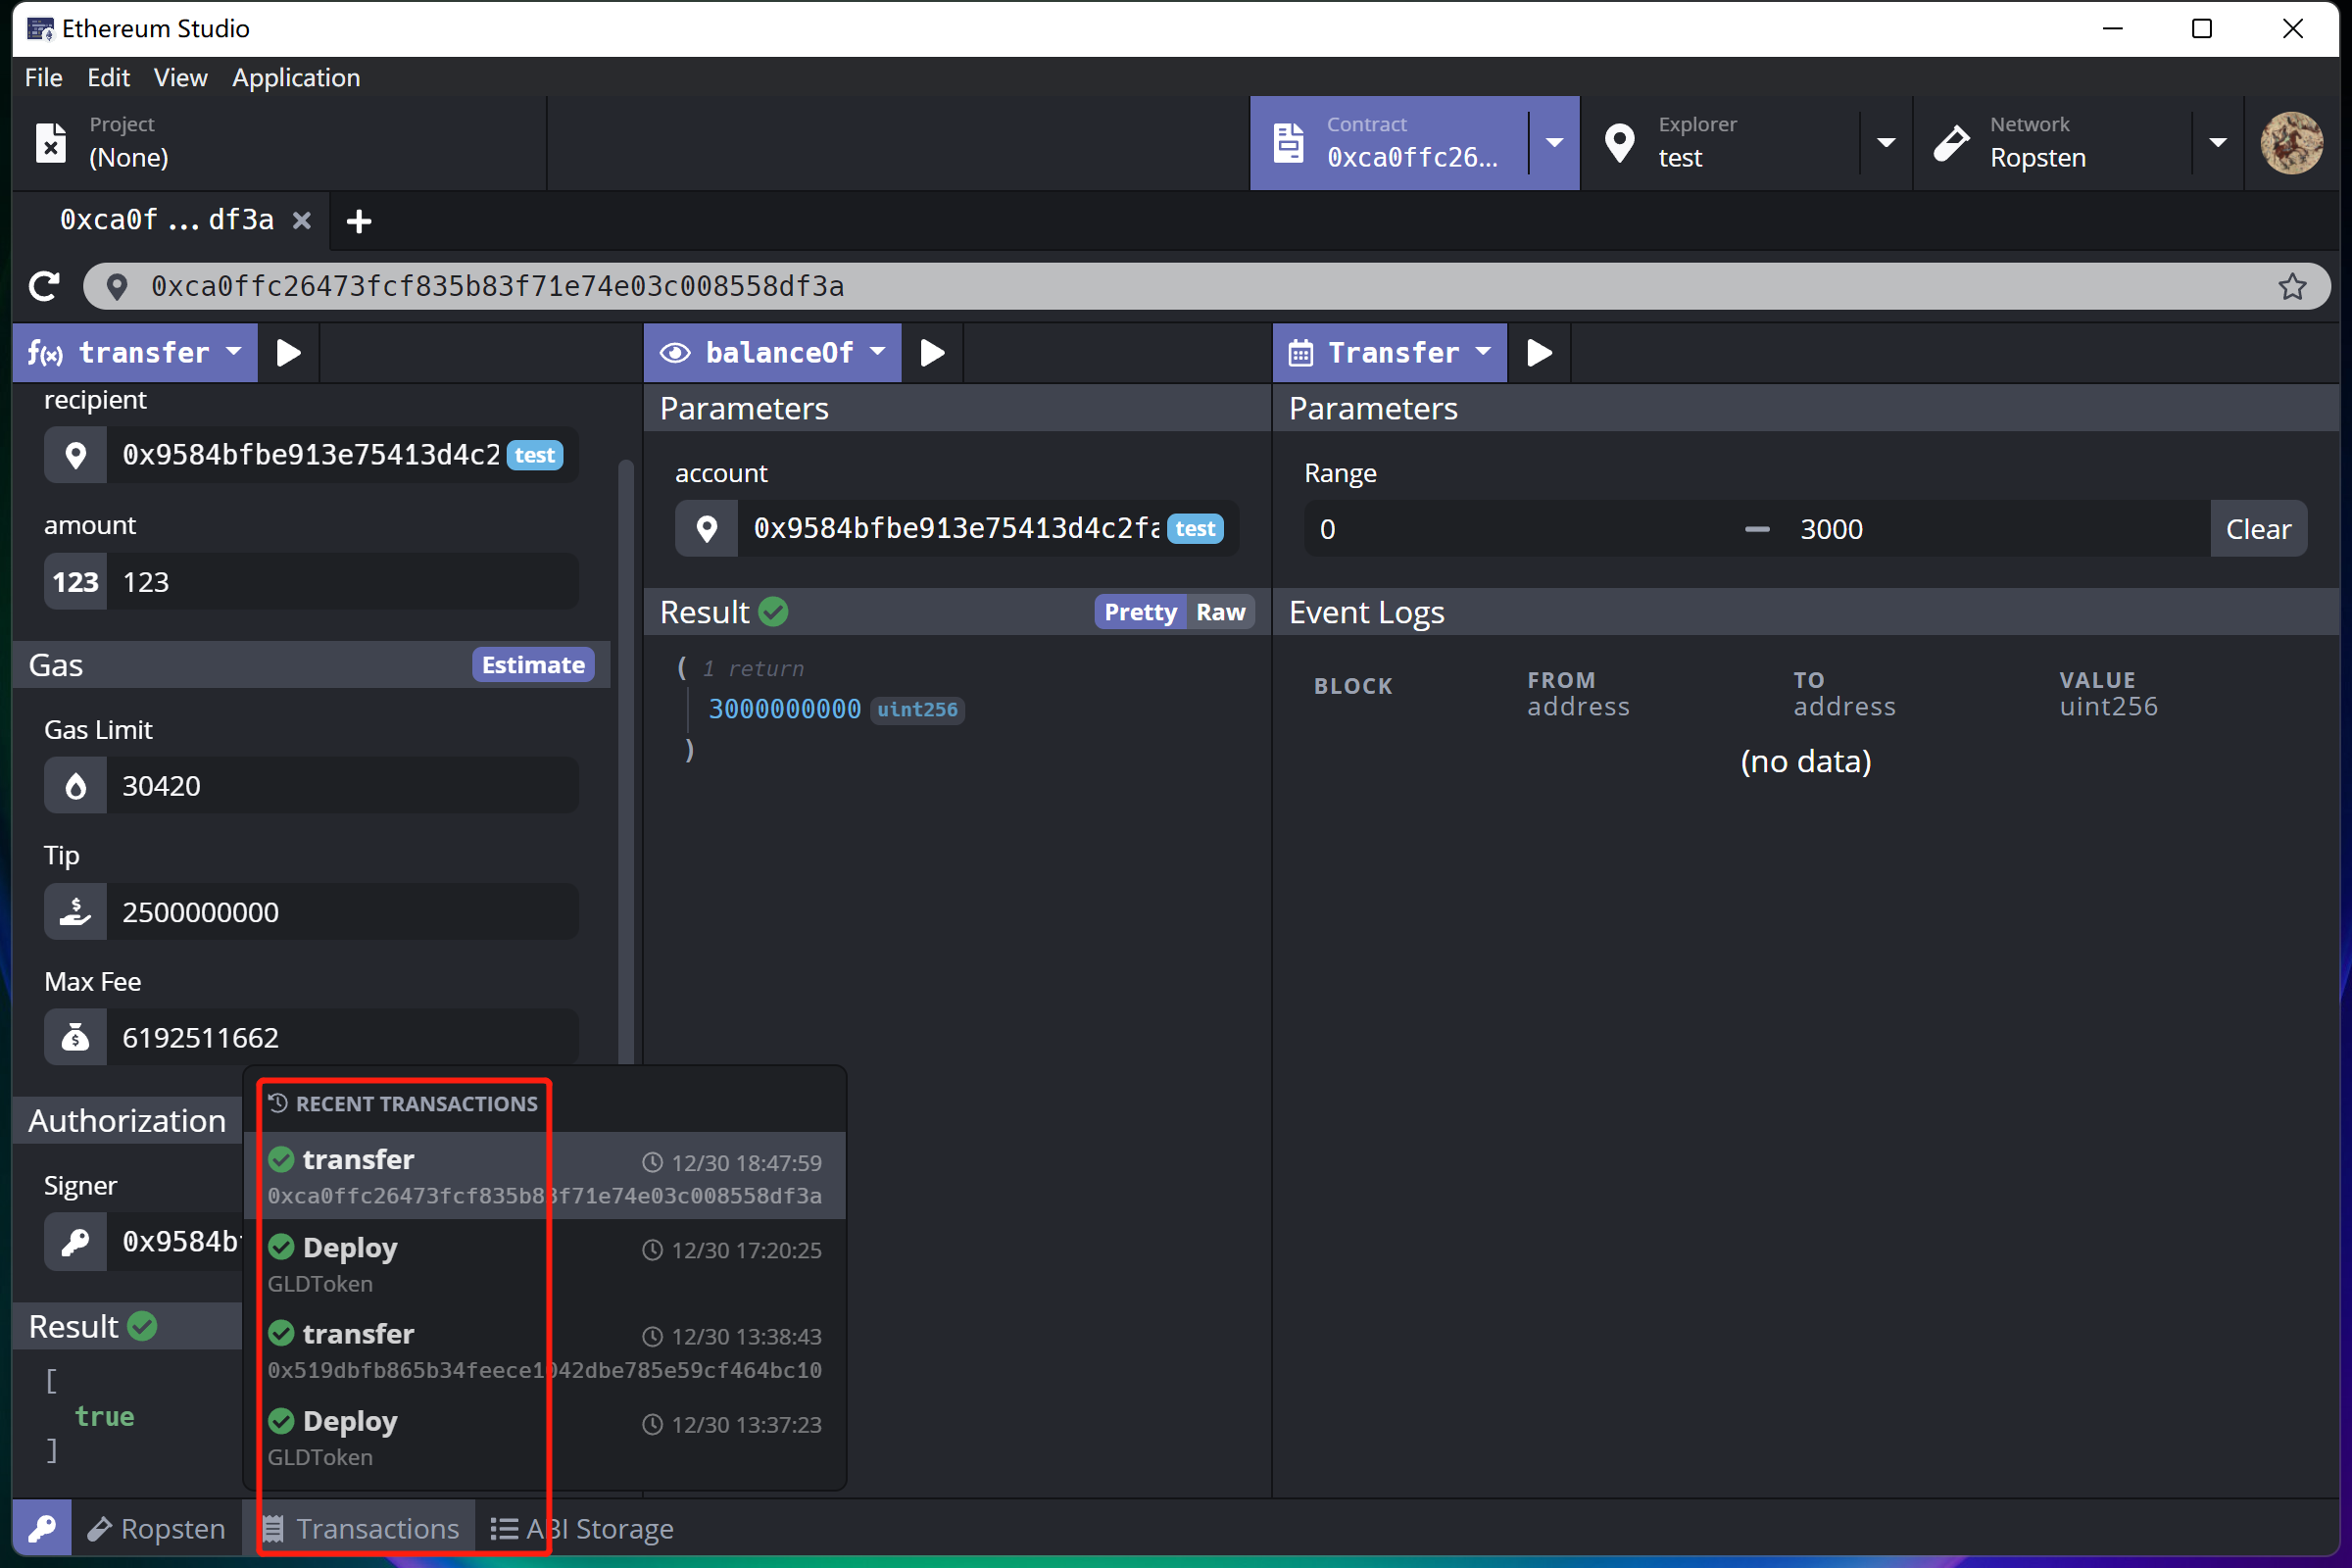 Ethereum Studio
File Edit View Application
Project
(None)
Contract
0xca0ffc26...
Explorer
test
Network
Ropsten
0xca0f ... df3a
0xca0ffc26473fcf835b83f71e74e03c008558df3a
f(x) transfer
recipient
0x9584bfbe913e75413d4c2 test
amount
123 123
Gas Estimate
Gas Limit
30420
Tip
2500000000
Max Fee
6192511662
Authorization
Signer
0x9584b
Result
[
true
]
balanceOf
Parameters
account
0x9584bfbe913e75413d4c2fa test
Result Pretty Raw
( 1 return
3000000000 uint256
)
Transfer
Parameters
Range
0 3000 Clear
Event Logs
BLOCK
FROM
address
TO
address
VALUE
uint256
(no data)
RECENT TRANSACTIONS
transfer 12/30 18:47:59
0xca0ffc26473fcf835b83f71e74e03c008558df3a
Deploy 12/30 17:20:25
GLDToken
transfer 12/30 13:38:43
0x519dbfb865b34feece1042dbe785e59cf464bc10
Deploy 12/30 13:37:23
GLDToken
Ropsten Transactions ABI Storage